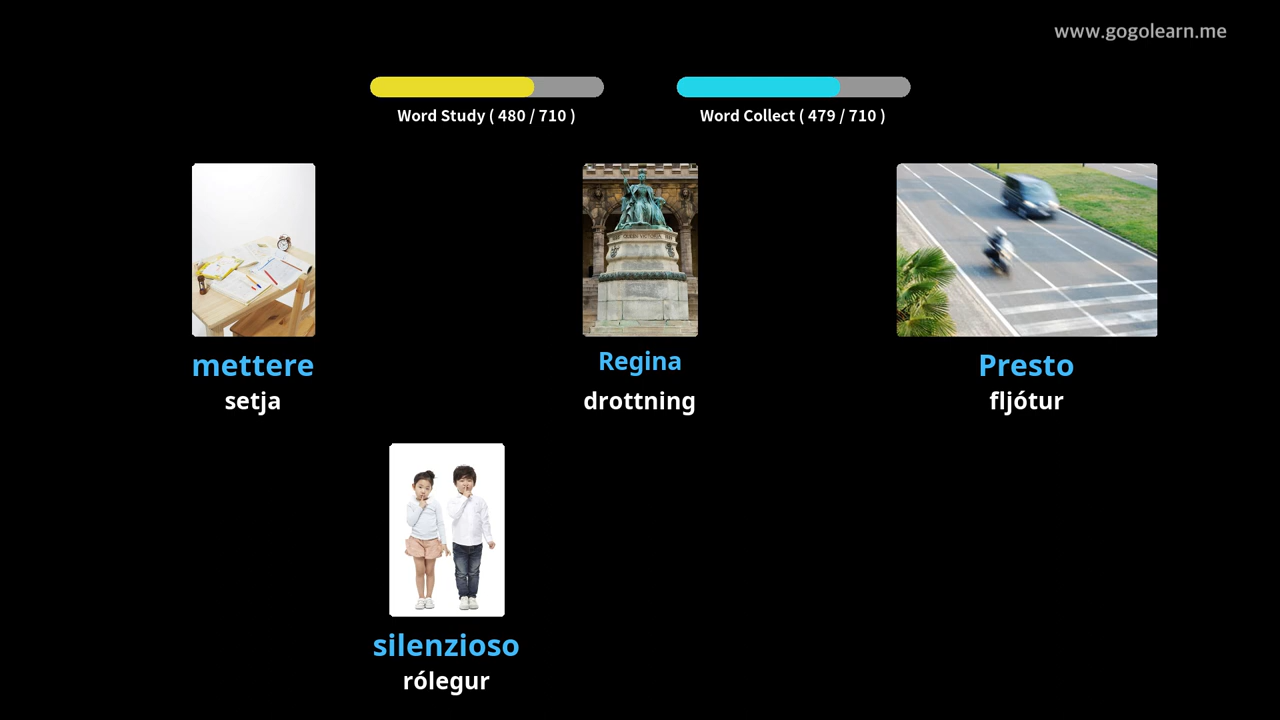 www.gogolearn.me
Word Study ( 480 / 710 )
Word Collect ( 479 / 710 )
mettere
setja
Regina
drottning
Presto
fljótur
silenzioso
rólegur